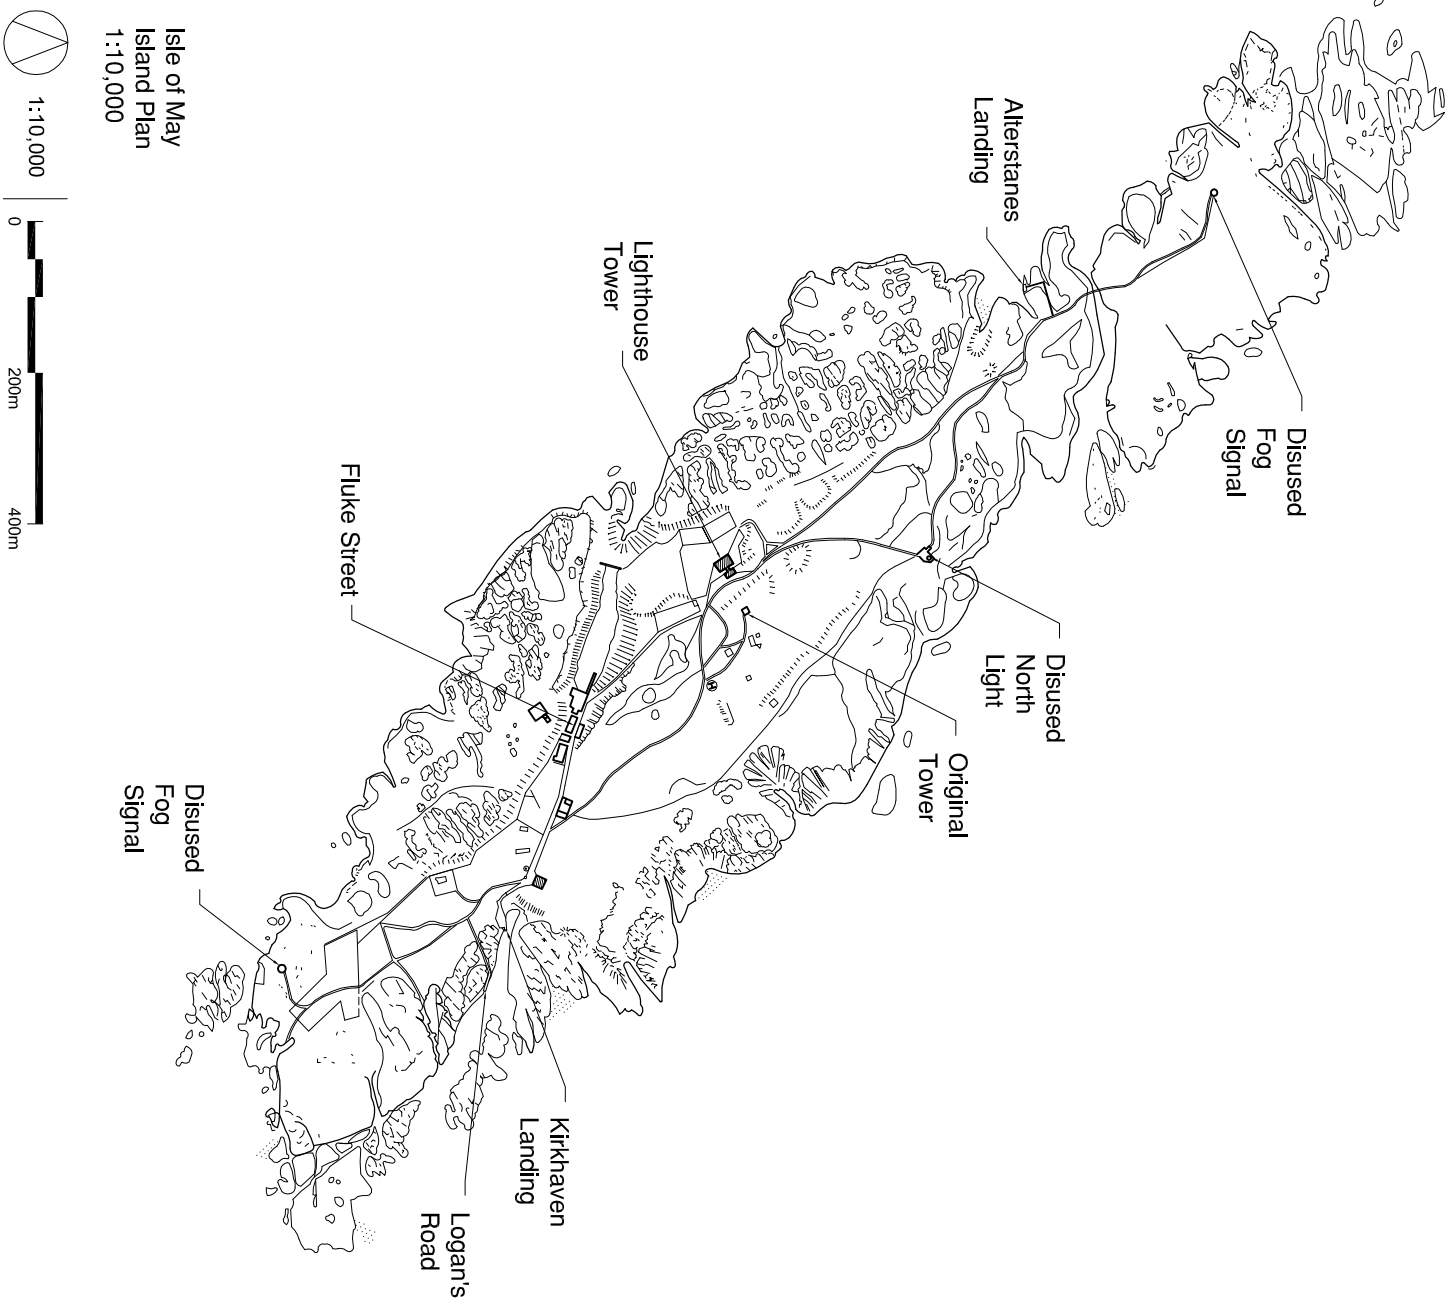 Alterstanes
Landing
Disused
Fog
Signal
Lighthouse
Tower
Disused
North
Light
Fluke Street
Original
Tower
Disused
Fog
Signal
Kirkhaven
Landing
Logan's
Road
Isle of May
Island Plan
1:10,000
1:10,000
0
200m
400m
H